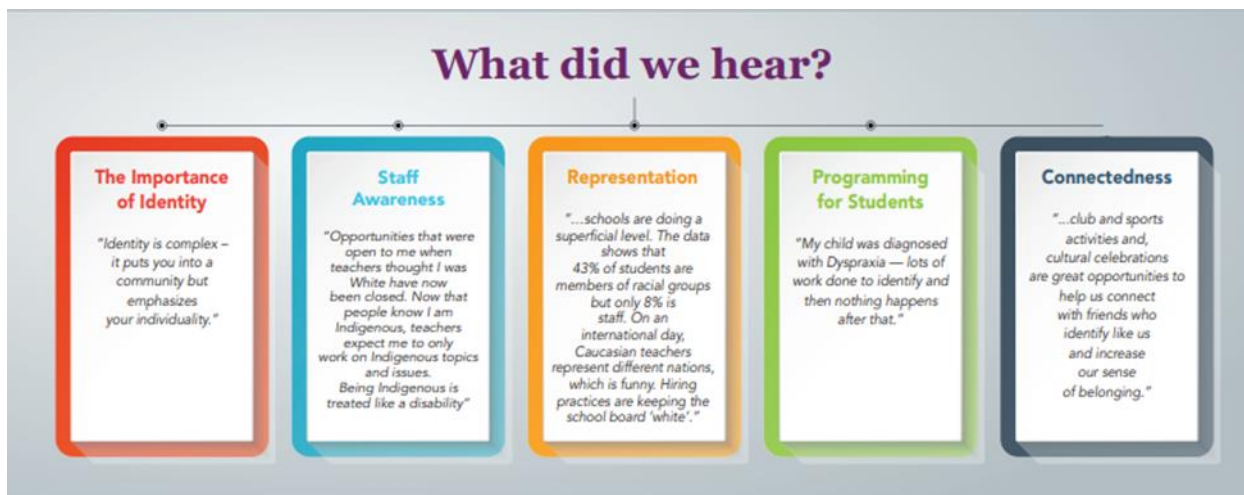 What did we hear?
The Importance
of Identity
"Identity is complex –
it puts you into a
community but
emphasizes
your individuality."
Staff
Awareness
"Opportunities that were
open to me when
teachers thought I was
White have now
been closed. Now that
people know I am
Indigenous, teachers
expect me to only
work on Indigenous topics
and issues.
Being Indigenous is
treated like a disability"
Representation
"...schools are doing a
superficial level. The data
shows that
43% of students are
members of racial groups
but only 8% is
staff. On an
international day,
Caucasian teachers
represent different nations,
which is funny. Hiring
practices are keeping the
school board 'white'."
Programming
for Students
"My child was diagnosed
with Dyspraxia — lots of
work done to identify and
then nothing happens
after that."
Connectedness
"...club and sports
activities and,
cultural celebrations
are great opportunities to
help us connect
with friends who
identify like us
and increase
our sense
of belonging."